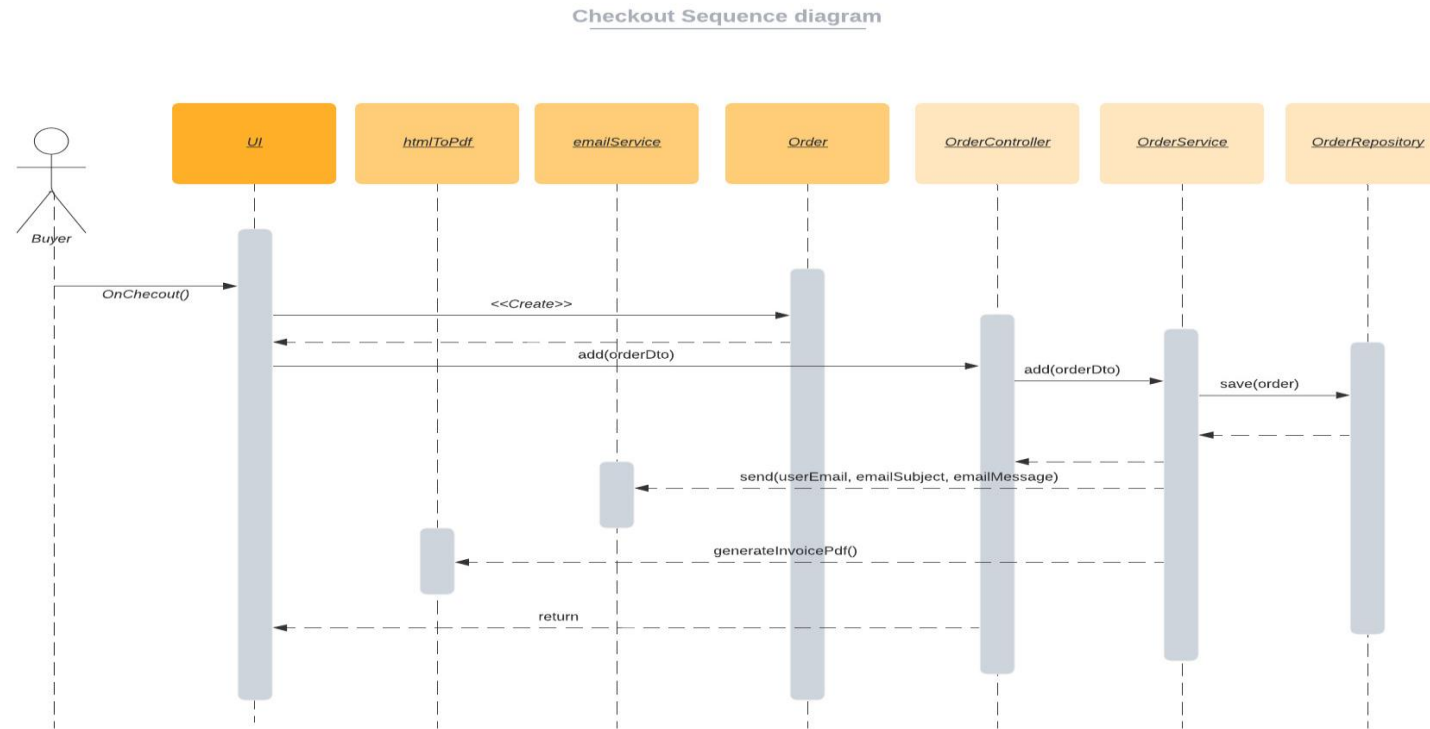 Checkout Sequence diagram
UI
htmlToPdf
emailService
Order
OrderController
OrderService
OrderRepository
Buyer
OnChecout()
<<Create>>
add(orderDto)
add(orderDto)
save(order)
send(userEmail, emailSubject, emailMessage)
generateInvoicePdf()
return